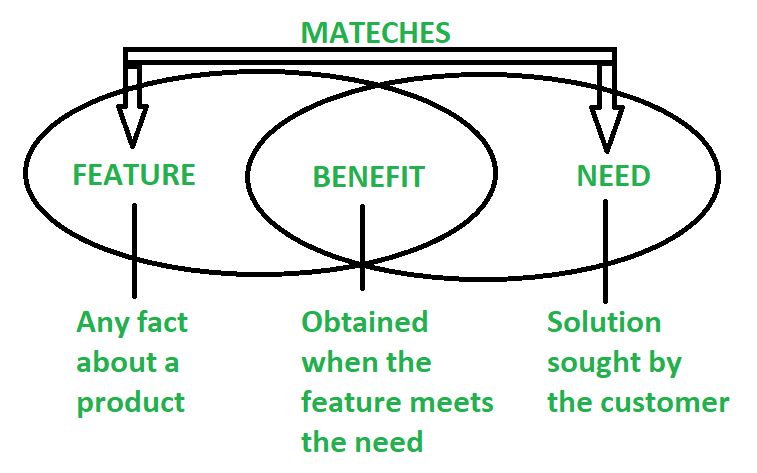 MATECHES
FEATURE
BENEFIT
NEED
Any fact
about a
product
Obtained
when the
feature meets
the need
Solution
sought by
the customer